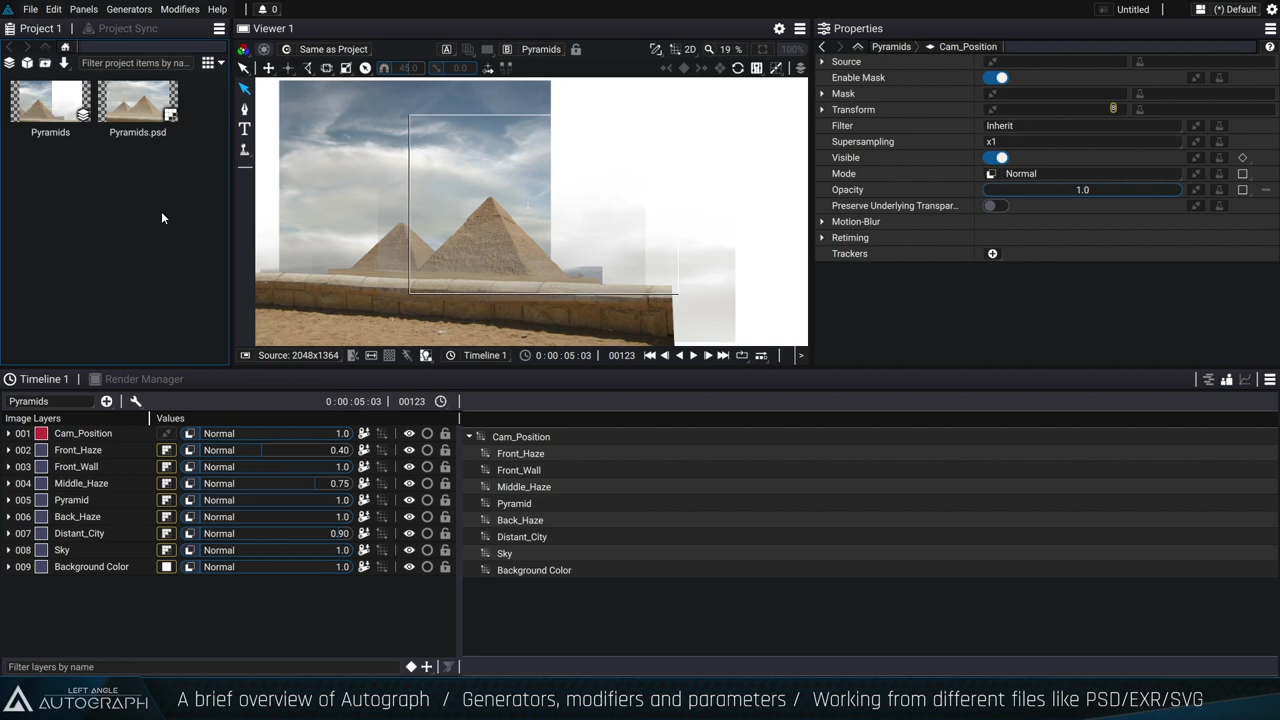 File Edit Panels Generators Modifiers Help 0 Untitled (*) Default
Project 1 Project Sync Viewer 1 Properties
Same as Project A B Pyramids 2D 19 % 100% Pyramids Cam_Position
Filter project items by na... 45.0 0.0
Pyramids Pyramids.psd
Source
Enable Mask
Mask
Transform
Filter Inherit
Supersampling x1
Visible
Mode Normal
Opacity 1.0
Preserve Underlying Transpar...
Motion-Blur
Retiming
Trackers
Source: 2048x1364 Timeline 1 0:00:05:03 00123
Timeline 1 Render Manager
Pyramids 0:00:05:03 00123
Image Layers Values
001 Cam_Position Normal 1.0 Cam_Position
002 Front_Haze Normal 0.40 Front_Haze
003 Front_Wall Normal 1.0 Front_Wall
004 Middle_Haze Normal 0.75 Middle_Haze
005 Pyramid Normal 1.0 Pyramid
006 Back_Haze Normal 1.0 Back_Haze
007 Distant_City Normal 0.90 Distant_City
008 Sky Normal 1.0 Sky
009 Background Color Normal 1.0 Background Color
Filter layers by name
LEFT ANGLE
AUTOGRAPH
A brief overview of Autograph / Generators, modifiers and parameters / Working from different files like PSD/EXR/SVG